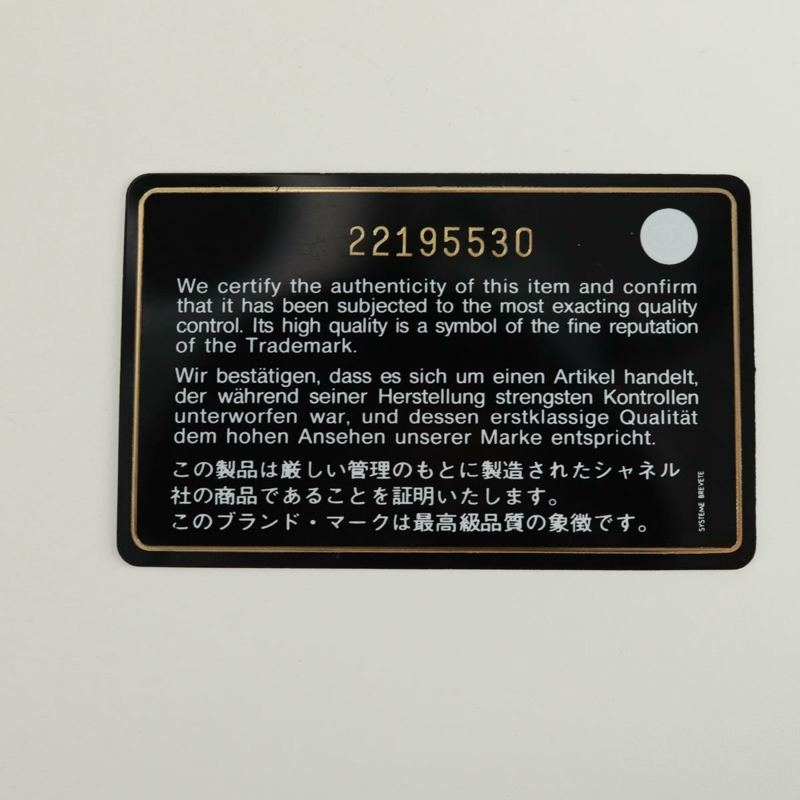 22195530
We certify the authenticity of this item and confirm
that it has been subjected to the most exacting quality
control. Its high quality is a symbol of the fine reputation
of the Trademark.
Wir bestätigen, dass es sich um einen Artikel handelt,
der während seiner Herstellung strengsten Kontrollen
unterworfen war, und dessen erstklassige Qualität
dem hohen Ansehen unserer Marke entspricht.
この製品は厳しい管理のもとに製造されたシャネル
社の商品であることを証明いたします。
このブランド・マークは最高級品質の象徴です。
SYSTEME BREVETE